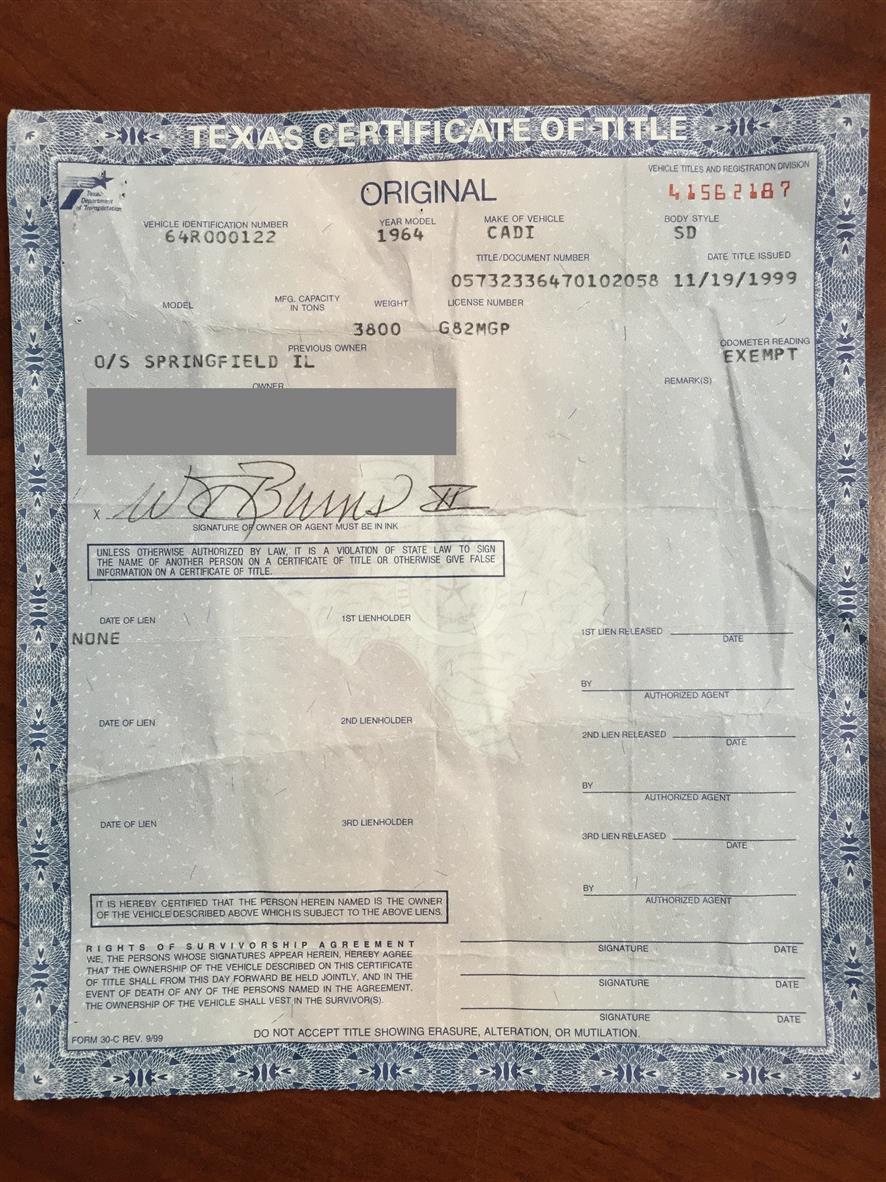 TEXAS CERTIFICATE OF TITLE
VEHICLE TITLES AND REGISTRATION DIVISION
Texas
Department
of Transportation
ORIGINAL
41562187
VEHICLE IDENTIFICATION NUMBER YEAR MODEL MAKE OF VEHICLE BODY STYLE
64R000122 1964 CADI SD
TITLE/DOCUMENT NUMBER DATE TITLE ISSUED
05732336470102058 11/19/1999
MODEL MFG. CAPACITY IN TONS WEIGHT LICENSE NUMBER
3800 G82MGP
PREVIOUS OWNER ODOMETER READING
O/S SPRINGFIELD IL EXEMPT
OWNER REMARK(S)
X W Burns II
SIGNATURE OF OWNER OR AGENT MUST BE IN INK
UNLESS OTHERWISE AUTHORIZED BY LAW, IT IS A VIOLATION OF STATE LAW TO SIGN
THE NAME OF ANOTHER PERSON ON A CERTIFICATE OF TITLE OR OTHERWISE GIVE FALSE
INFORMATION ON A CERTIFICATE OF TITLE.
DATE OF LIEN 1ST LIENHOLDER
NONE
1ST LIEN RELEASED
DATE
BY
AUTHORIZED AGENT
DATE OF LIEN 2ND LIENHOLDER
2ND LIEN RELEASED
DATE
BY
AUTHORIZED AGENT
DATE OF LIEN 3RD LIENHOLDER
3RD LIEN RELEASED
DATE
BY
AUTHORIZED AGENT
IT IS HEREBY CERTIFIED THAT THE PERSON HEREIN NAMED IS THE OWNER
OF THE VEHICLE DESCRIBED ABOVE WHICH IS SUBJECT TO THE ABOVE LIENS.
RIGHTS OF SURVIVORSHIP AGREEMENT
WE, THE PERSONS WHOSE SIGNATURES APPEAR HEREIN, HEREBY AGREE
THAT THE OWNERSHIP OF THE VEHICLE DESCRIBED ON THIS CERTIFICATE
OF TITLE SHALL FROM THIS DAY FORWARD BE HELD JOINTLY, AND IN THE
EVENT OF DEATH OF ANY OF THE PERSONS NAMED IN THE AGREEMENT,
THE OWNERSHIP OF THE VEHICLE SHALL VEST IN THE SURVIVOR(S).
SIGNATURE DATE
SIGNATURE DATE
SIGNATURE DATE
FORM 30-C REV. 9/99
DO NOT ACCEPT TITLE SHOWING ERASURE, ALTERATION, OR MUTILATION.